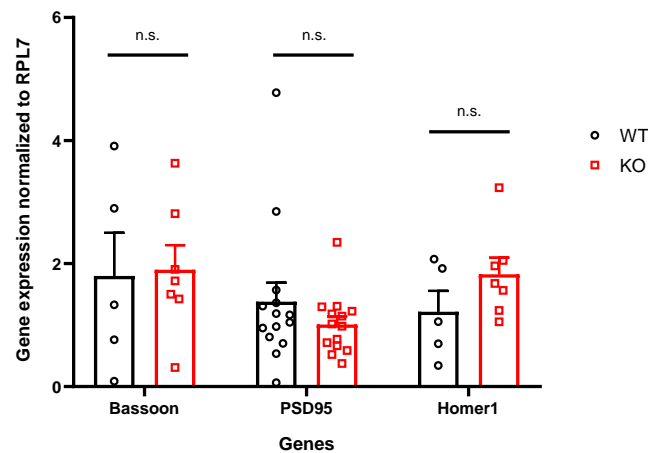 6
n.s.
n.s.
n.s.
4
WT
KO
2
0
Gene expression normalized to RPL7
Bassoon
PSD95
Homer1
Genes